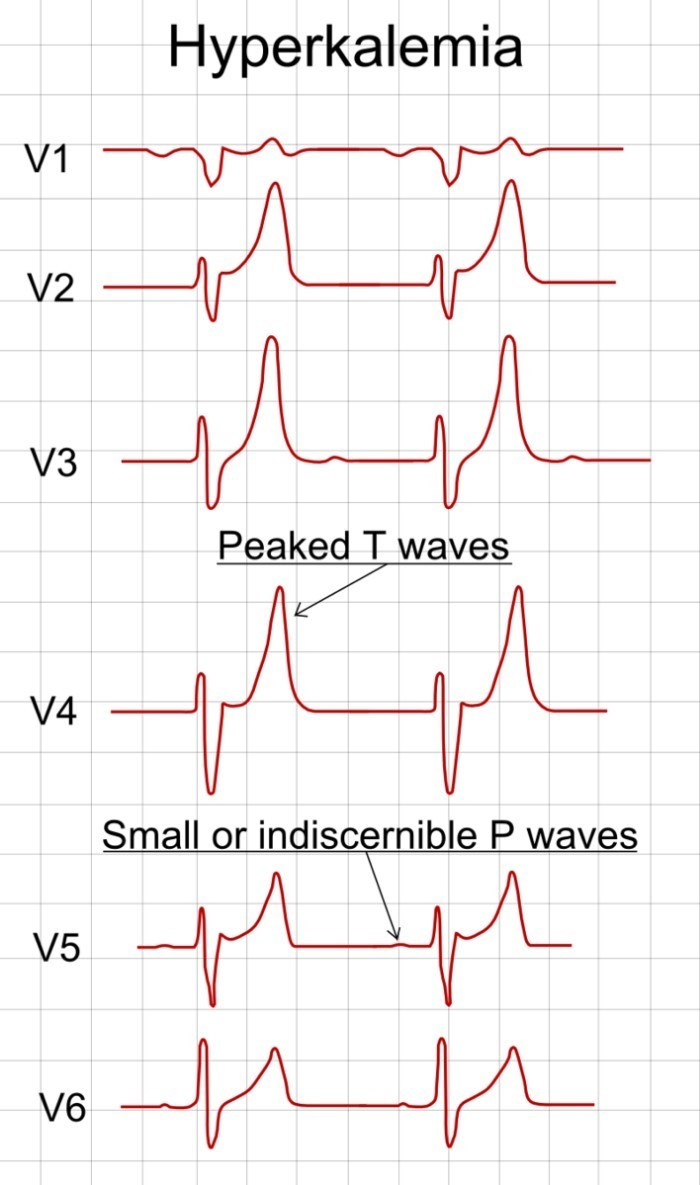 Hyperkalemia
V1
V2
V3
Peaked T waves
V4
Small or indiscernible P waves
V5
V6